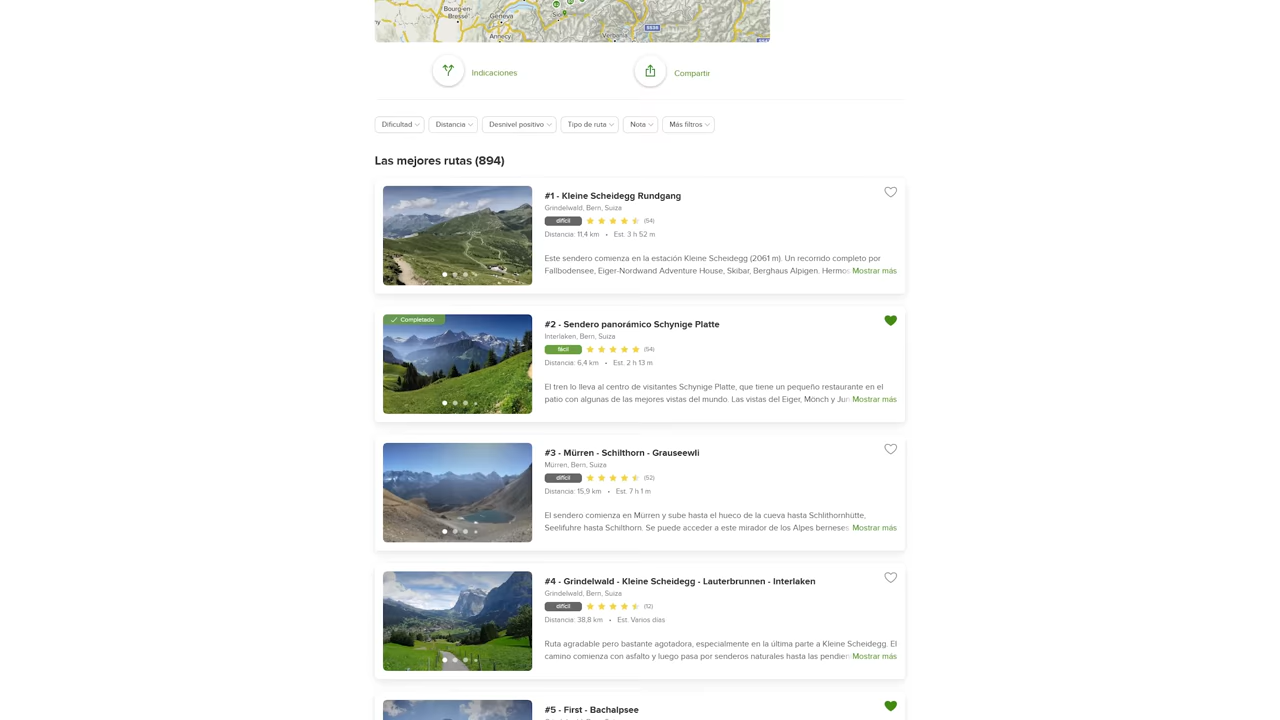 Bourg-en-
Bresse
Geneva
Sio
Annecy
Verbania
SS36
Indicaciones
Compartir
Dificultad
Distancia
Desnivel positivo
Tipo de ruta
Nota
Más filtros
Las mejores rutas (894)
#1 - Kleine Scheidegg Rundgang
Grindelwald, Bern, Suiza
difícil
(54)
Distancia: 11,4 km • Est. 3 h 52 m
Este sendero comienza en la estación Kleine Scheidegg (2061 m). Un recorrido completo por
Fallbodensee, Eiger-Nordwand Adventure House, Skibar, Berghaus Alpigen. Hermos Mostrar más
Completado
#2 - Sendero panorámico Schynige Platte
Interlaken, Bern, Suiza
fácil
(54)
Distancia: 6,4 km • Est. 2 h 13 m
El tren lo lleva al centro de visitantes Schynige Platte, que tiene un pequeño restaurante en el
patio con algunas de las mejores vistas del mundo. Las vistas del Eiger, Mönch y Jun Mostrar más
#3 - Mürren - Schilthorn - Grauseewli
Mürren, Bern, Suiza
difícil
(52)
Distancia: 15,9 km • Est. 7 h 1 m
El sendero comienza en Mürren y sube hasta el hueco de la cueva hasta Schlithornhütte,
Seelifuhre hasta Schilthorn. Se puede acceder a este mirador de los Alpes berneses Mostrar más
#4 - Grindelwald - Kleine Scheidegg - Lauterbrunnen - Interlaken
Grindelwald, Bern, Suiza
difícil
(12)
Distancia: 38,8 km • Est. Varios días
Ruta agradable pero bastante agotadora, especialmente en la última parte a Kleine Scheidegg. El
camino comienza con asfalto y luego pasa por senderos naturales hasta las pendien Mostrar más
#5 - First - Bachalpsee